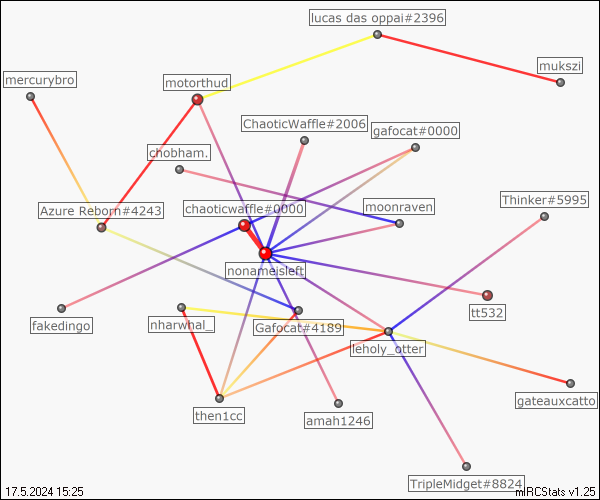 lucas das oppai#2396
mukszi
mercurybro
motorthud
ChaoticWaffle#2006
gafocat#0000
chobham.
Thinker#5995
Azure Reborn#4243
chaoticwaffle#0000
moonraven
nonameisleft
tt532
fakedingo
nharwhal_
Gafocat#4189
leholy_otter
gateauxcatto
then1cc
amah1246
TripleMidget#8824
17.5.2024 15:25
mIRCStats v1.25